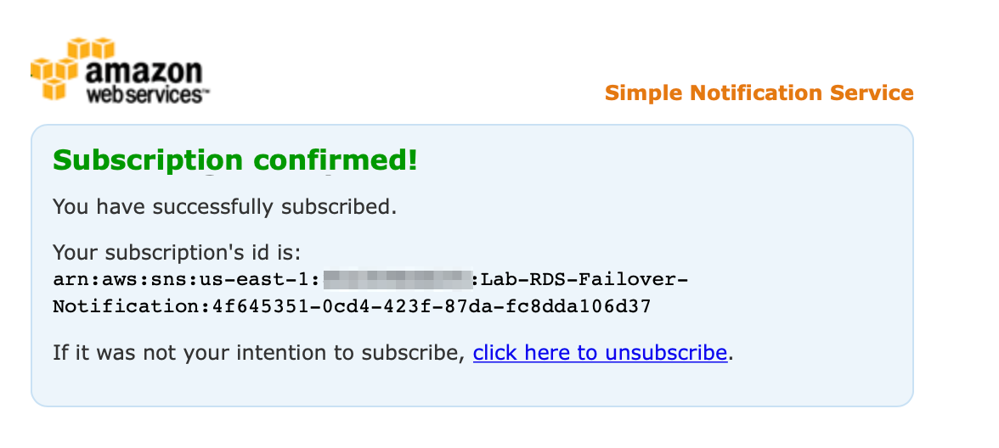 amazon
web services™
Simple Notification Service
Subscription confirmed!
You have successfully subscribed.
Your subscription's id is:
arn:aws:sns:us-east-1: :Lab-RDS-Failover-
Notification:4f645351-0cd4-423f-87da-fc8dda106d37
If it was not your intention to subscribe, click here to unsubscribe.